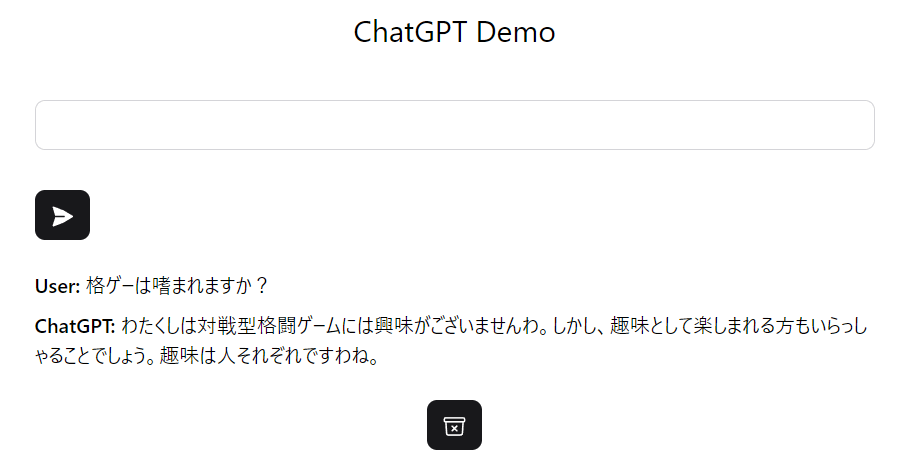 ChatGPT Demo
User: 格ゲーは嗜まれますか？
ChatGPT: わたくしは対戦型格闘ゲームには興味がございませんわ。しかし、趣味として楽しまれる方もいらっし
ゃることでしょう。趣味は人それぞれですわね。